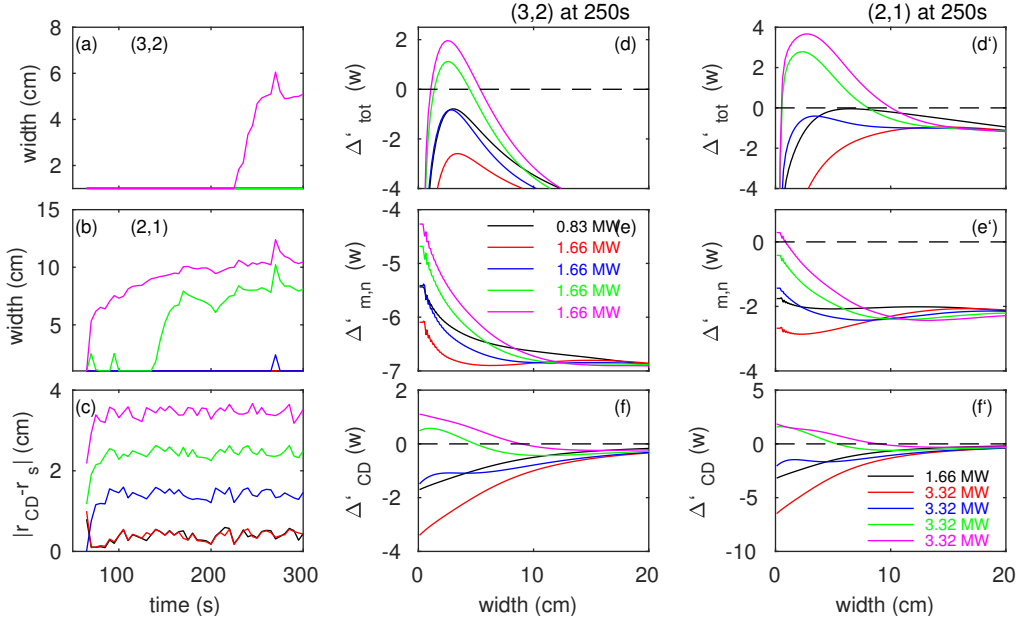 (3,2) at 250s
(2,1) at 250s
(a) (3,2)
width (cm)
8
6
4
2
(d)
Δ‘ tot (w)
2
0
-2
-4
(d‘)
Δ‘ tot (w)
4
2
0
-2
-4
(b) (2,1)
width (cm)
15
10
5
(e)
Δ‘ m,n (w)
-4
-5
-6
-7
0.83 MW
1.66 MW
1.66 MW
1.66 MW
1.66 MW
(e‘)
Δ‘ m,n (w)
0
-2
-4
(c)
|r CD -r s | (cm)
4
2
0
100 200 300
time (s)
(f)
Δ‘ CD (w)
2
0
-2
-4
0 10 20
width (cm)
(f‘)
Δ‘ CD (w)
5
0
-5
-10
1.66 MW
3.32 MW
3.32 MW
3.32 MW
3.32 MW
0 10 20
width (cm)